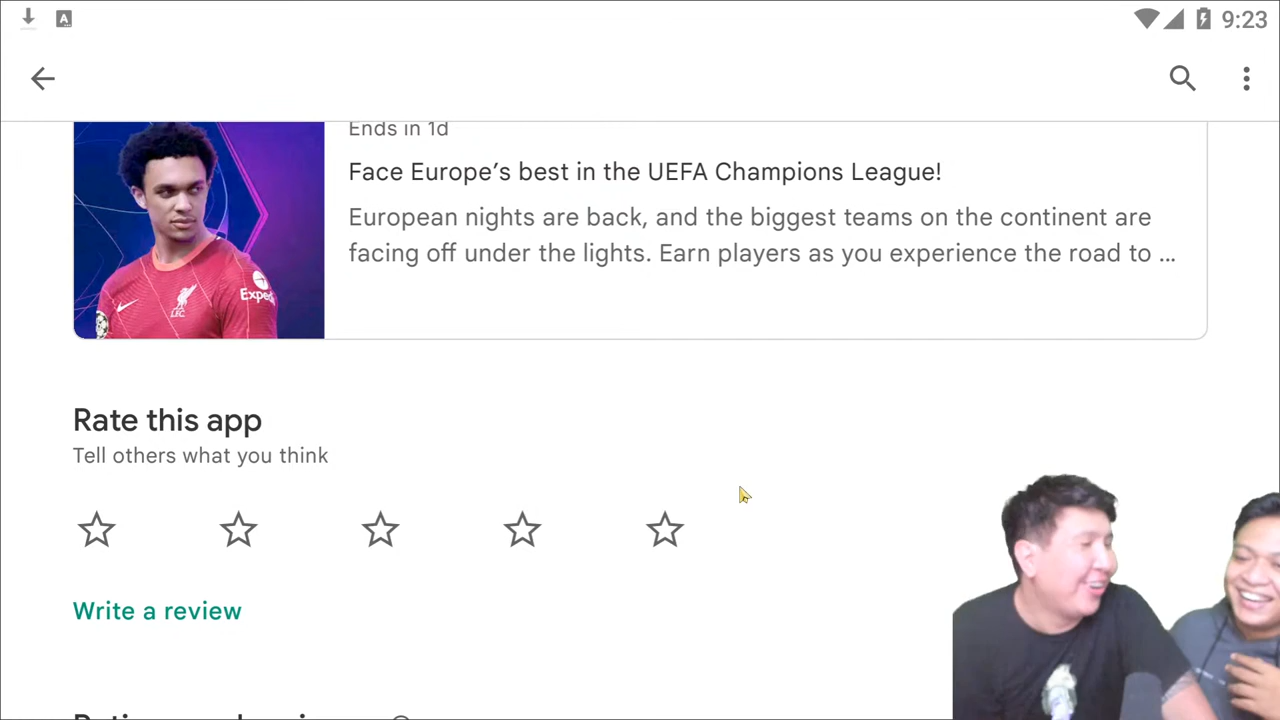 9:23
Ends in 1d
Face Europe's best in the UEFA Champions League!
European nights are back, and the biggest teams on the continent are
facing off under the lights. Earn players as you experience the road to ...
Exped
LFC
Rate this app
Tell others what you think
Write a review